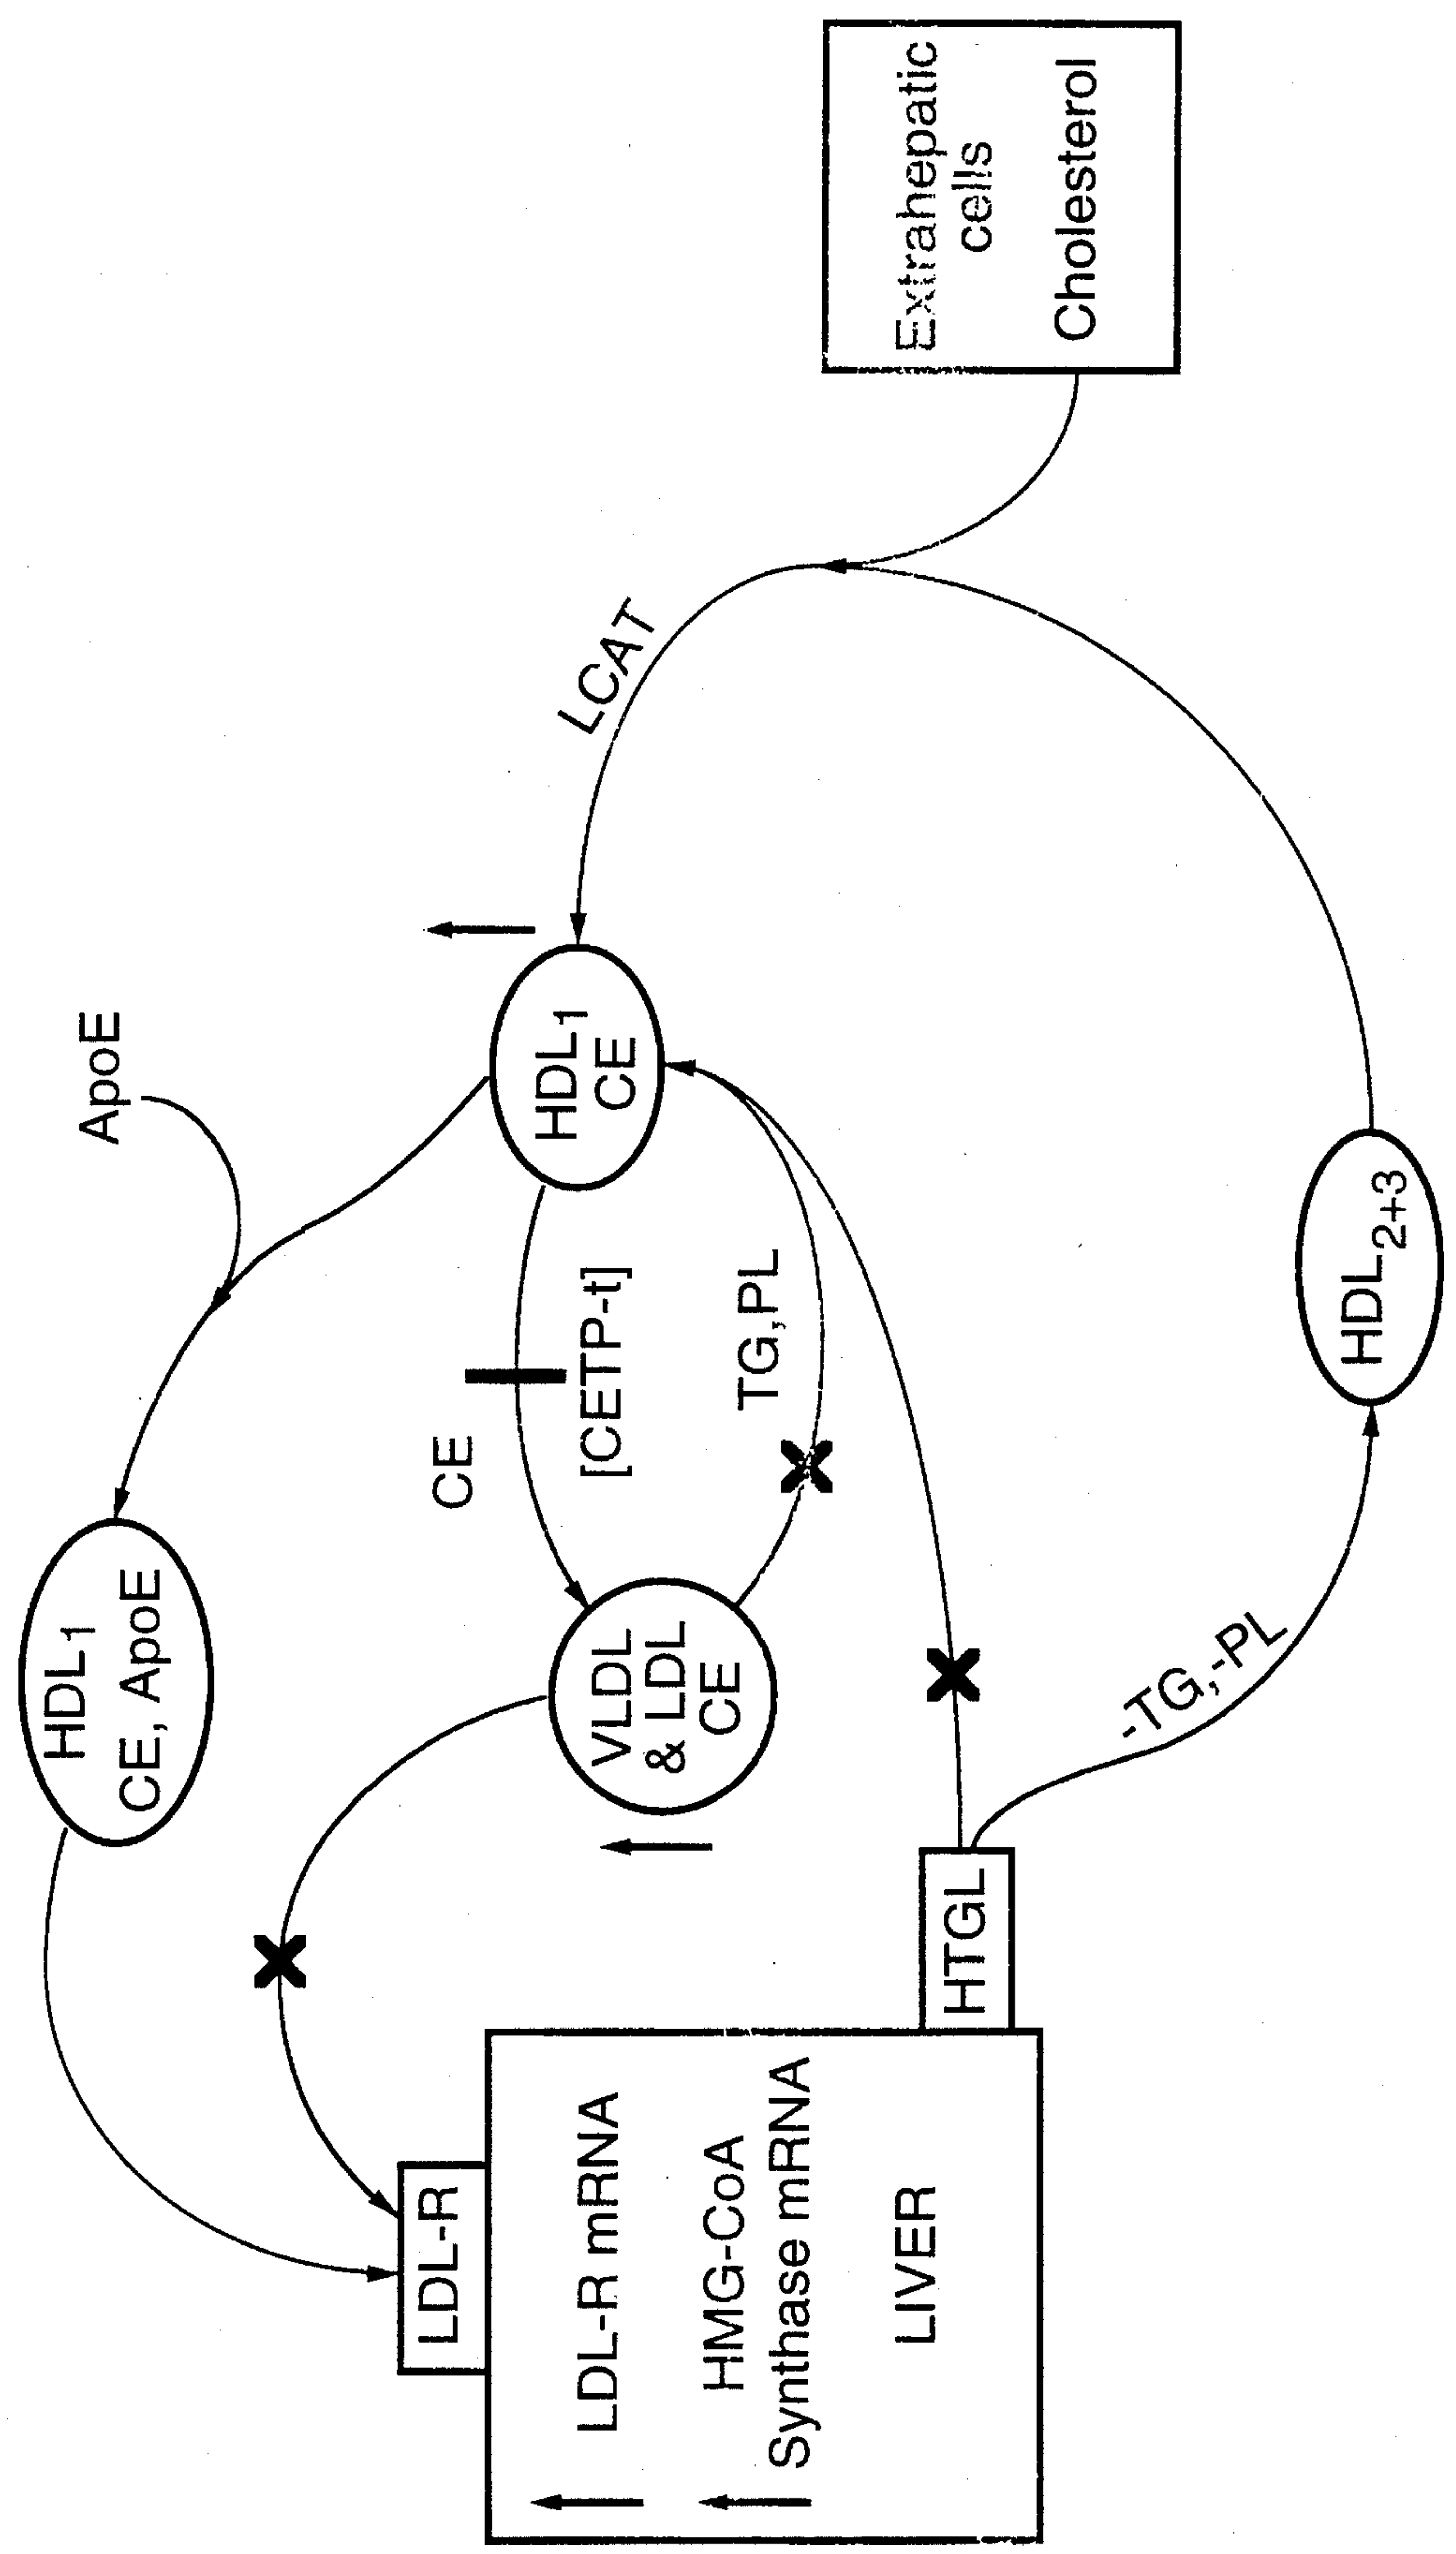 HDL1
CE, ApoE
ApoE
CE
HDL1
CE
LCAT
[CETP-t]
VLDL
& LDL
CE
TG,PL
LDL-R
LDL-R mRNA
HMG-CoA
Synthase mRNA
LIVER
HTGL
-TG,-PL
HDL2+3
Extrahepatic
cells
Cholesterol